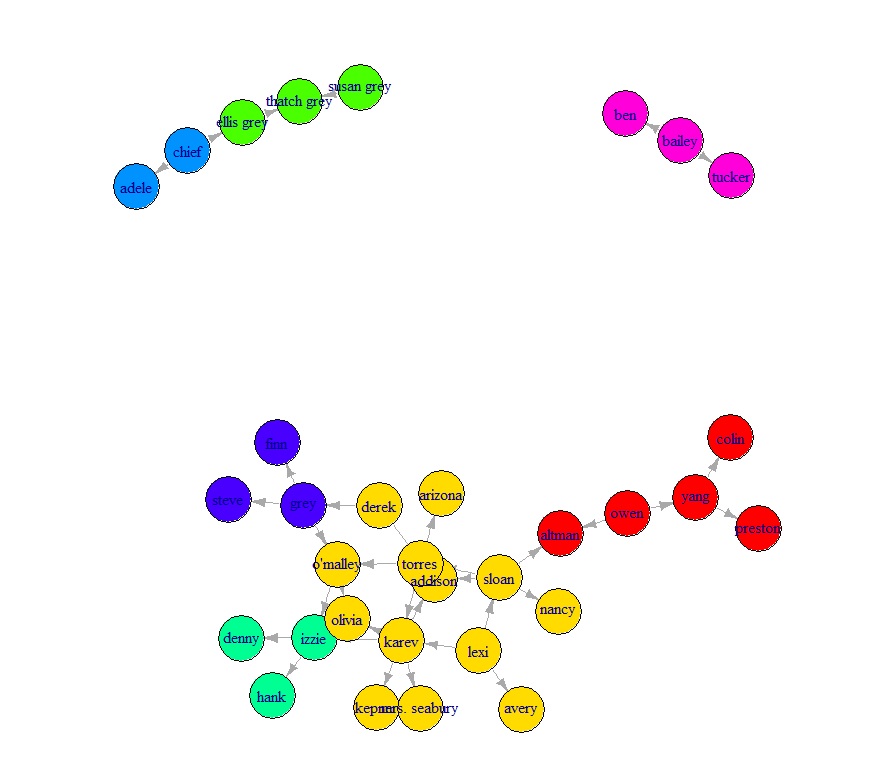 susan grey
thatch grey
ellis grey
chief
adele
ben
bailey
tucker
finn
colin
steve
grey
derek
arizona
yang
owen
preston
altman
o'malley
torres
addison
sloan
nancy
olivia
denny
izzie
karev
lexi
hank
mrs. seabury
avery